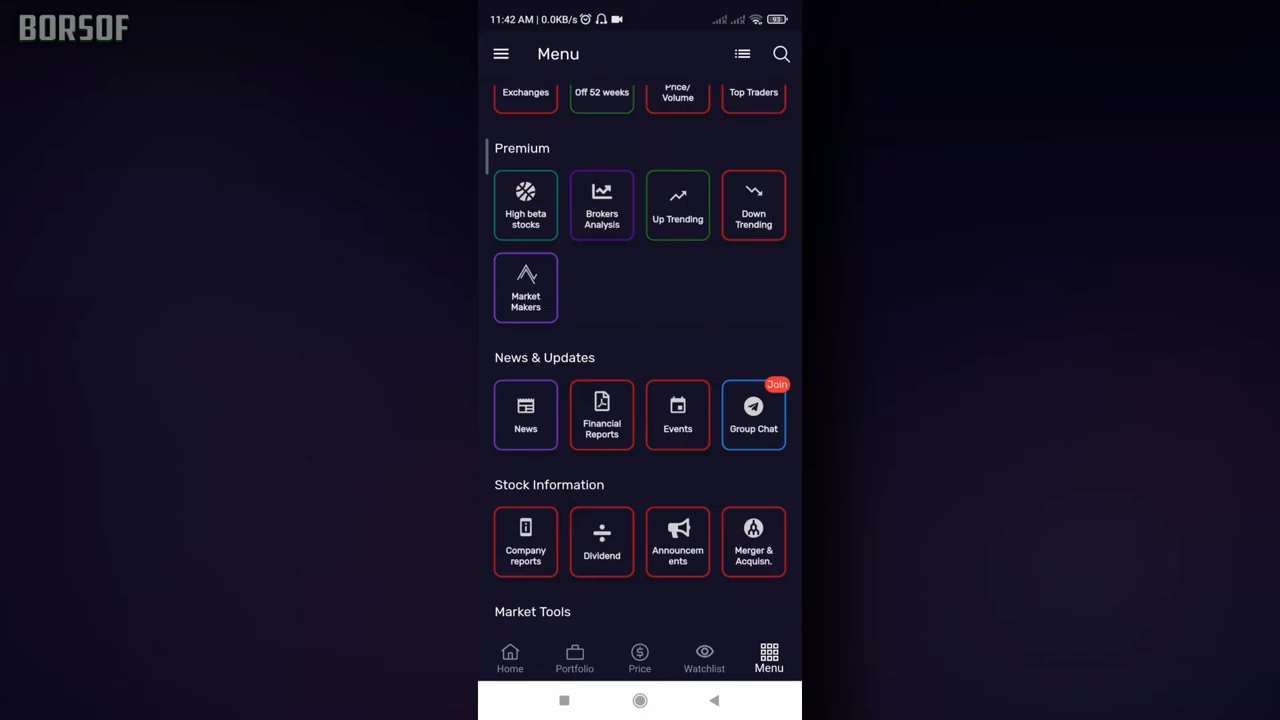 BORSOF
11:42 AM | 0.0KB/s
93
Menu
Exchanges
Off 52 weeks
Price/
Volume
Top Traders
Premium
High beta
stocks
Brokers
Analysis
Up Trending
Down
Trending
Market
Makers
News & Updates
Join
News
Financial
Reports
Events
Group Chat
Stock Information
Company
reports
Dividend
Announcem
ents
Merger &
Acquisn.
Market Tools
Home
Portfolio
Price
Watchlist
Menu